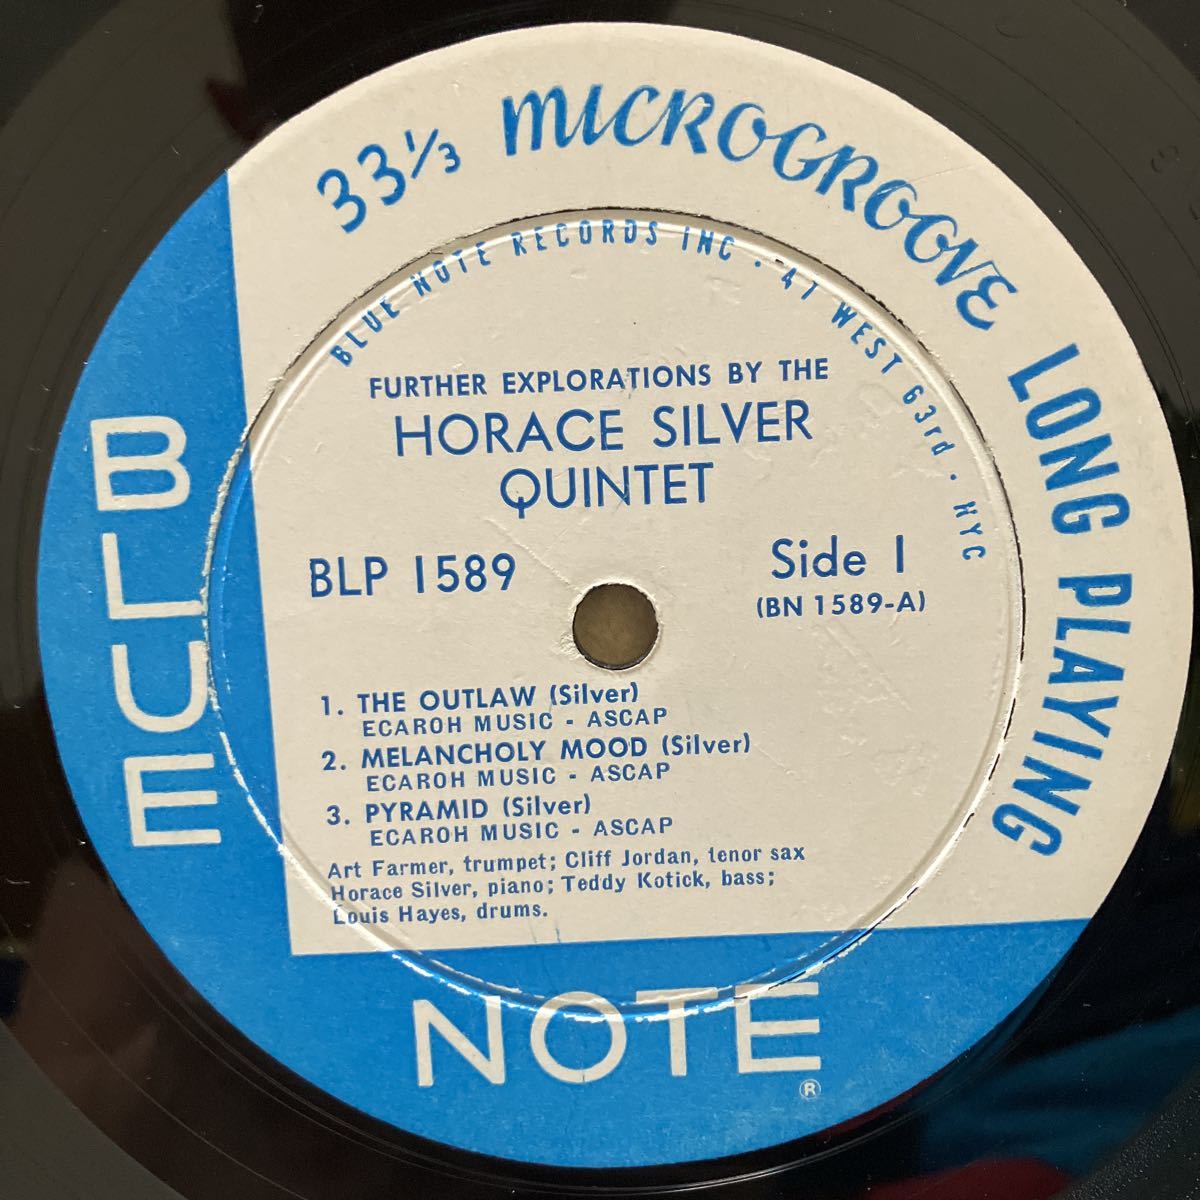 33⅓ MICROGROOVE LONG PLAYING
BLUE NOTE RECORDS INC · 41 WEST 63rd · NYC
FURTHER EXPLORATIONS BY THE
HORACE SILVER
QUINTET
BLP 1589
Side 1
(BN 1589-A)
1. THE OUTLAW (Silver)
ECAROH MUSIC - ASCAP
2. MELANCHOLY MOOD (Silver)
ECAROH MUSIC - ASCAP
3. PYRAMID (Silver)
ECAROH MUSIC - ASCAP
Art Farmer, trumpet; Cliff Jordan, tenor sax
Horace Silver, piano; Teddy Kotick, bass;
Louis Hayes, drums.
BLUE
NOTE®